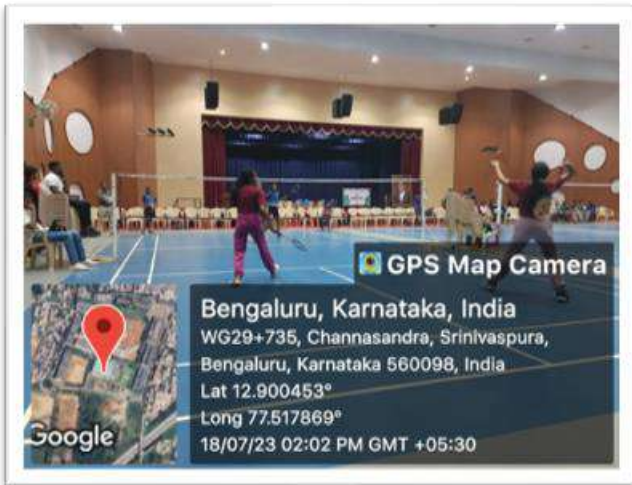 GPS Map Camera
Bengaluru, Karnataka, India
WG29+735, Channasandra, Srinivaspura,
Bengaluru, Karnataka 560098, India
Lat 12.900453°
Long 77.517869°
18/07/23 02:02 PM GMT +05:30
Google